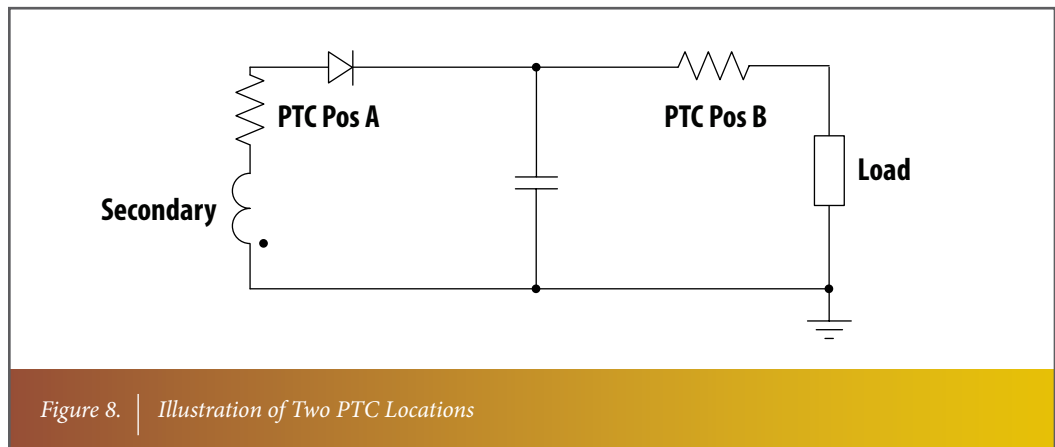 PTC Pos A
PTC Pos B
Load
Secondary
Figure 8. | Illustration of Two PTC Locations